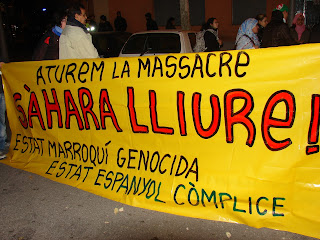 ATUREM LA MASSACRE
SÀHARA LLIURE!
ESTAT MARROQUÍ GENOCIDA
ESTAT ESPANYOL CÒMPLICE